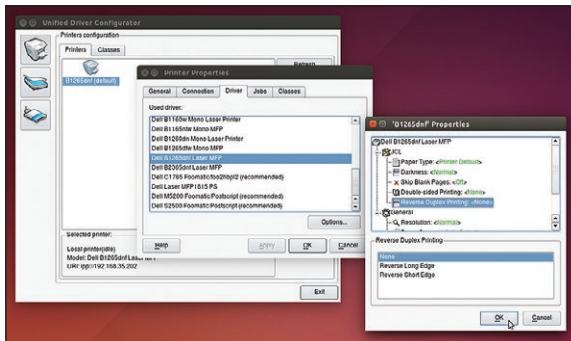 Unified Driver Configurator
Printers configuration
Printers Classes
Refresh
B1265dnf (default)
Selected printer:
Local printer(idle)
Model: Dell B1265dnf Laser MFP
URI: ipp://192.168.35.202
Exit
Printer Properties
General Connection Driver Jobs Classes
Used driver:
Dell B1160w Mono Laser Printer
Dell B1165nfw Mono MFP
Dell B1260dn Mono Laser Printer
Dell B1265dfw Mono MFP
Dell B1265dnf Laser MFP
Dell B2365dnf Laser MFP
Dell C1765 Foomatic/foo2hbpl2 (recommended)
Dell Laser MFP 1815 PS
Dell M5200 Foomatic/Postscript (recommended)
Dell S2500 Foomatic/Postscript (recommended)
Options...
Help Apply OK Cancel
'B1265dnf' Properties
Dell B1265dnf Laser MFP
JCL
Paper Type: <Printer Default>
Darkness: <Normal>
Skip Blank Pages: <Off>
Double-sided Printing: <None>
Reverse Duplex Printing: <None>
General
Resolution: <Normal>
Reverse Duplex Printing
None
Reverse Long Edge
Reverse Short Edge
OK Cancel